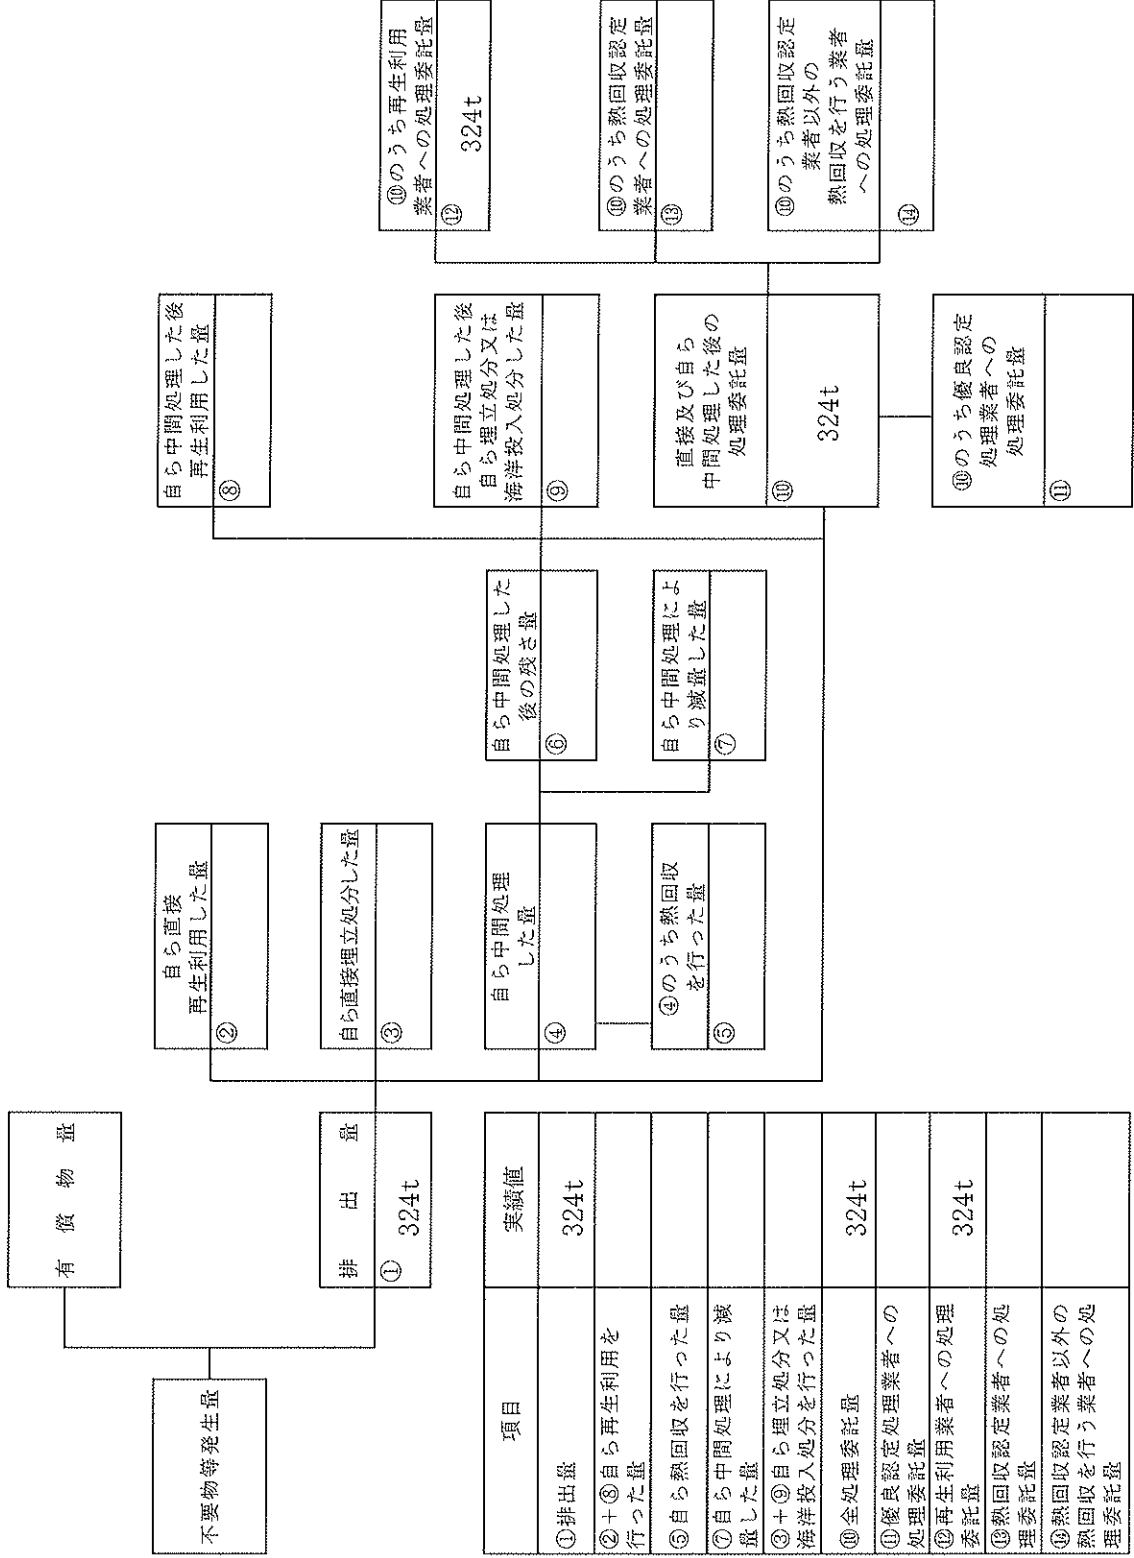 不要物等発生量
有償物量
排出量
①
324t
自ら直接
再生利用した量
②
自ら直接埋立処分した量
③
自ら中間処理
した量
④
④のうち熱回収
を行った量
⑤
自ら中間処理した
後の残さ量
⑥
自ら中間処理によ
り減量した量
⑦
自ら中間処理した後
再生利用した量
⑧
自ら中間処理した後
自ら埋立処分又は
海洋投入処分した量
⑨
直接及び自ら
中間処理した後の
処理委託量
⑩
324t
⑩のうち優良認定
処理業者への
処理委託量
⑪
⑩のうち再生利用
業者への処理委託量
⑫
324t
⑩のうち熱回収認定
業者への処理委託量
⑬
⑩のうち熱回収認定
業者以外の
熱回収を行う業者
への処理委託量
⑭
項目 実績値
①排出量 324t
②+⑧自ら再生利用を
行った量
⑤自ら熱回収を行った量
⑦自ら中間処理により減
量した量
③+⑨自ら埋立処分又は
海洋投入処分を行った量
⑩全処理委託量 324t
⑪優良認定処理業者への
処理委託量
⑫再生利用業者への処理
委託量 324t
⑬熱回収認定業者への処
理委託量
⑭熱回収認定業者以外の
熱回収を行う業者への処
理委託量